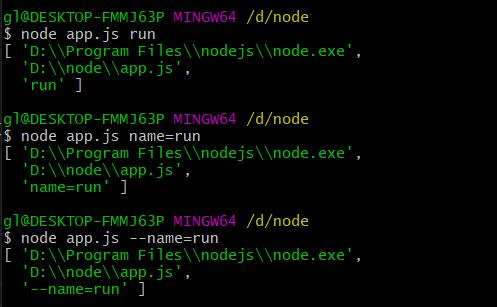 gl@DESKTOP-FMMJ63P MINGW64 /d/node
$ node app.js run
[ 'D:\\Program Files\\nodejs\\node.exe',
  'D:\\node\\app.js',
  'run' ]
gl@DESKTOP-FMMJ63P MINGW64 /d/node
$ node app.js name=run
[ 'D:\\Program Files\\nodejs\\node.exe',
  'D:\\node\\app.js',
  'name=run' ]
gl@DESKTOP-FMMJ63P MINGW64 /d/node
$ node app.js --name=run
[ 'D:\\Program Files\\nodejs\\node.exe',
  'D:\\node\\app.js',
  '--name=run' ]